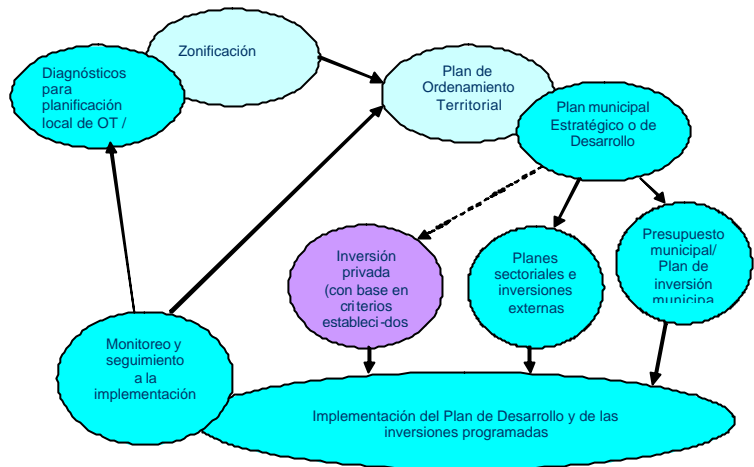 Zonificación
Diagnósticos
para
planificación
local de OT /
Plan de
Ordenamiento
Territorial
Plan municipal
Estratégico o de
Desarrollo
Inversión
privada
(con base en
criterios
estableci-dos
Planes
sectoriales e
inversiones
externas
Presupuesto
municipal/
Plan de
inversión
municipa
Monitoreo y
seguimiento
a la
implementación
Implementación del Plan de Desarrollo y de las
inversiones programadas